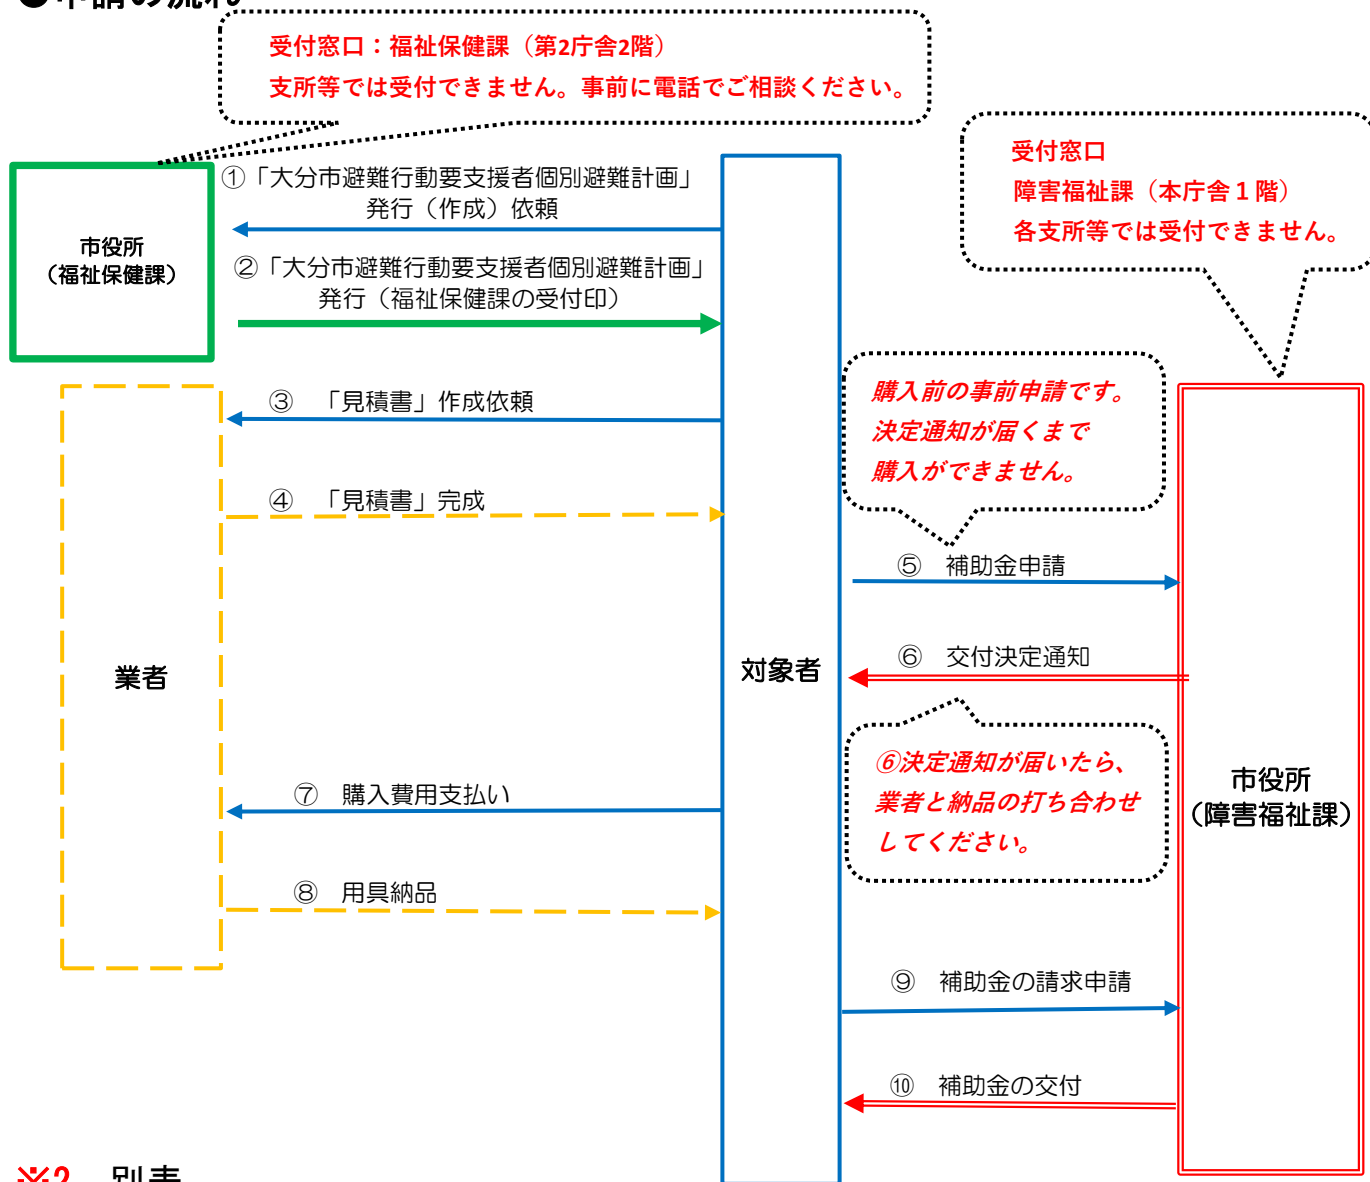 ●申請の流れ
受付窓口：福祉保健課（第2庁舎2階）
支所等では受付できません。事前に電話でご相談ください。
受付窓口
障害福祉課（本庁舎１階）
各支所等では受付できません。
市役所
（福祉保健課）
①「大分市避難行動要支援者個別避難計画」
発行（作成）依頼
②「大分市避難行動要支援者個別避難計画」
発行（福祉保健課の受付印）
③　「見積書」作成依頼
④　「見積書」完成
購入前の事前申請です。
決定通知が届くまで
購入ができません。
⑤　補助金申請
⑥　交付決定通知
業者
対象者
⑥決定通知が届いたら、
業者と納品の打ち合わせ
してください。
市役所
（障害福祉課）
⑦　購入費用支払い
⑧　用具納品
⑨　補助金の請求申請
⑩　補助金の交付
※2　別表